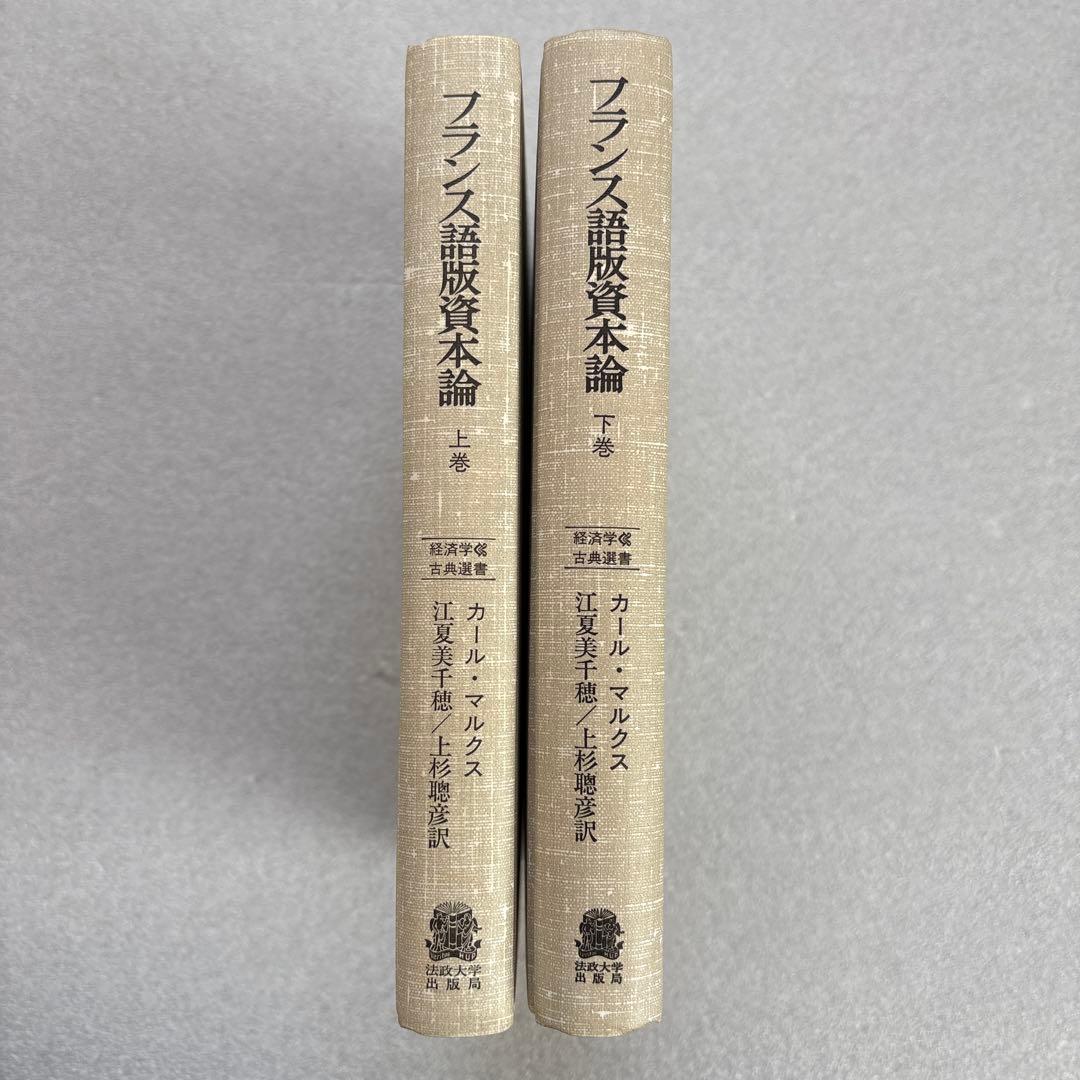 フランス語版資本論
上巻
経済学
古典選書
カール・マルクス
江夏美千穂/上杉聰彦訳
HUP
法政大学
出版局
フランス語版資本論
下巻
経済学
古典選書
カール・マルクス
江夏美千穂/上杉聰彦訳
HUP
法政大学
出版局